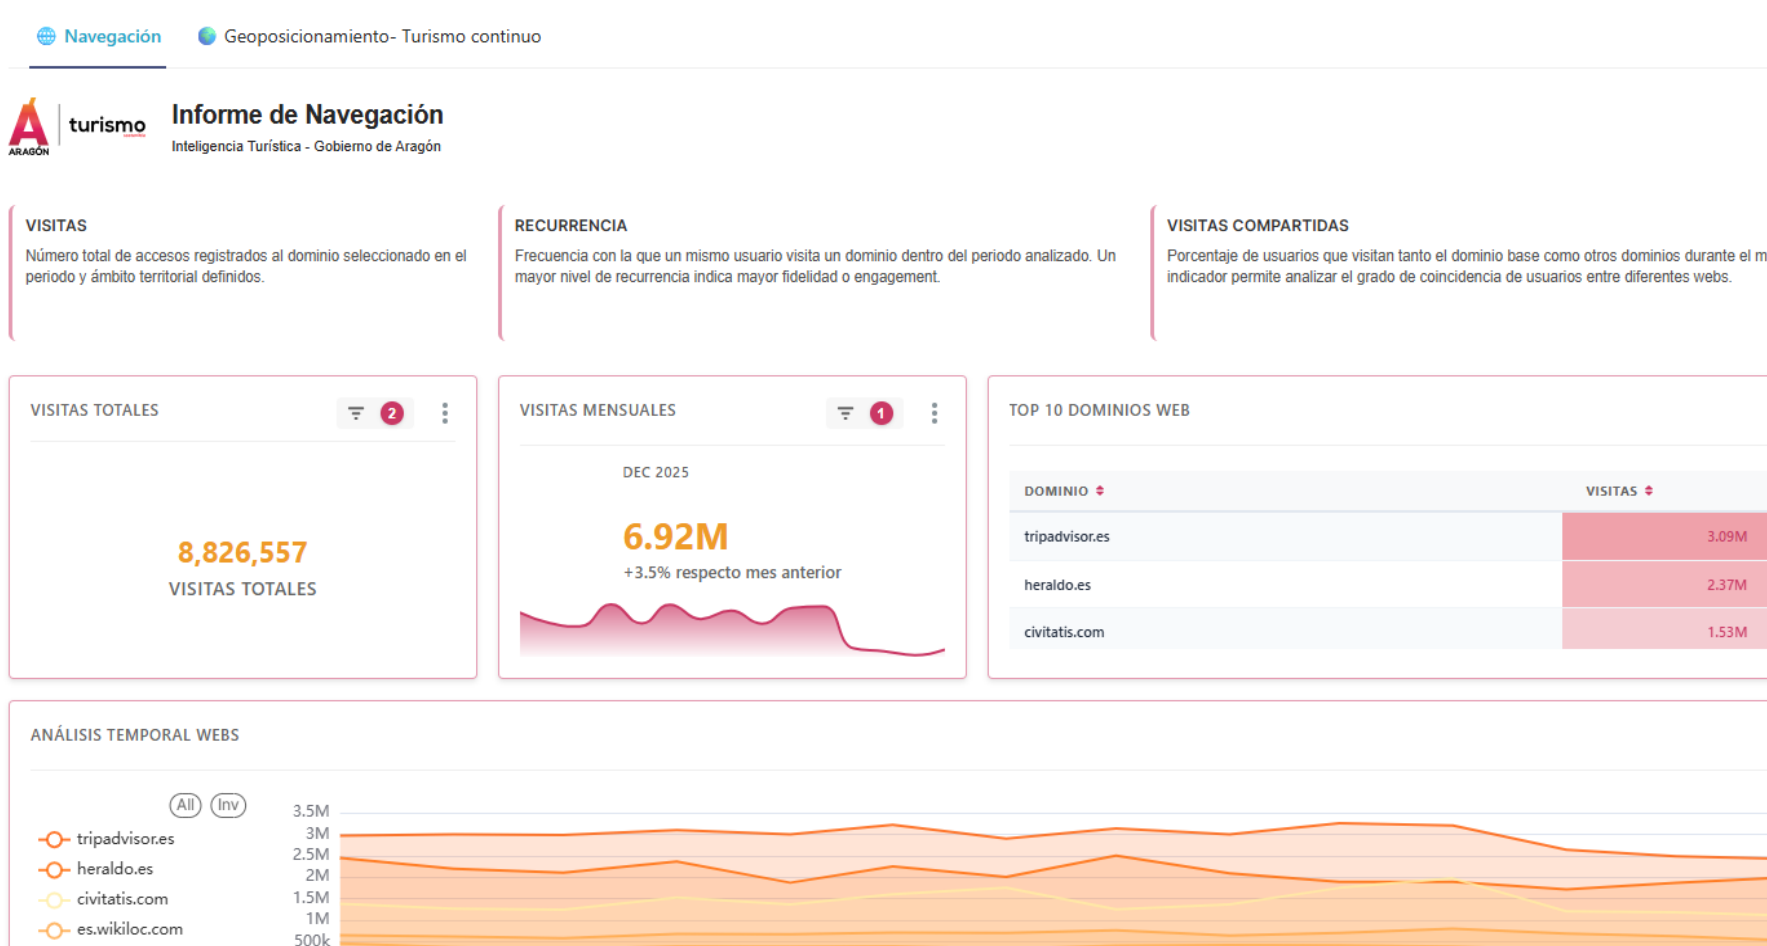 Navegación
Geoposicionamiento- Turismo continuo
ARAGÓN
turismo
Informe de Navegación
Inteligencia Turística - Gobierno de Aragón
VISITAS
Número total de accesos registrados al dominio seleccionado en el
periodo y ámbito territorial definidos.
RECURRENCIA
Frecuencia con la que un mismo usuario visita un dominio dentro del periodo analizado. Un
mayor nivel de recurrencia indica mayor fidelidad o engagement.
VISITAS COMPARTIDAS
Porcentaje de usuarios que visitan tanto el dominio base como otros dominios durante el m
indicador permite analizar el grado de coincidencia de usuarios entre diferentes webs.
VISITAS TOTALES
2
8,826,557
VISITAS TOTALES
VISITAS MENSUALES
1
DEC 2025
6.92M
+3.5% respecto mes anterior
TOP 10 DOMINIOS WEB
DOMINIO VISITAS
tripadvisor.es 3.09M
heraldo.es 2.37M
civitatis.com 1.53M
ANÁLISIS TEMPORAL WEBS
All Inv
tripadvisor.es
heraldo.es
civitatis.com
es.wikiloc.com
3.5M
3M
2.5M
2M
1.5M
1M
500k